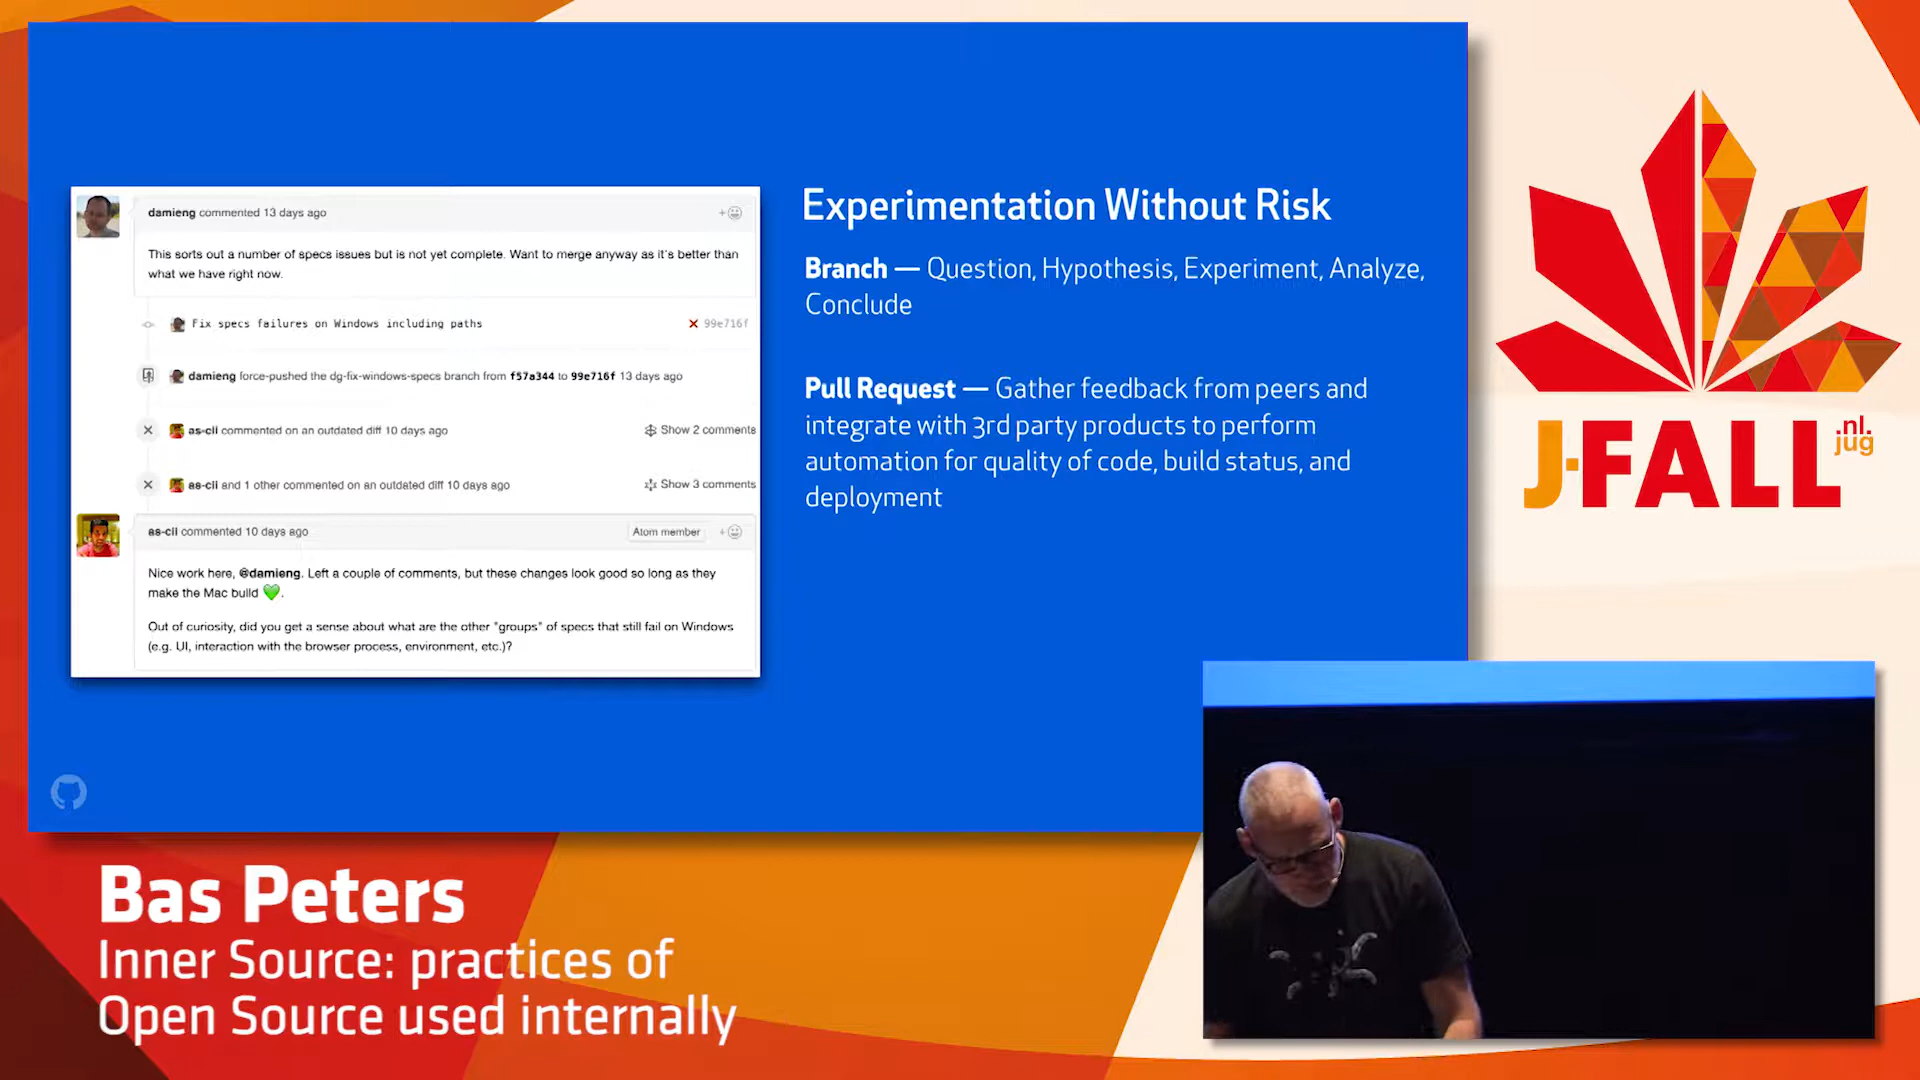 damieng commented 13 days ago
This sorts out a number of specs issues but is not yet complete. Want to merge anyway as it's better than
what we have right now.
Fix specs failures on Windows including paths
99e716f
damieng force-pushed the dg-fix-windows-specs branch from f57a344 to 99e716f 13 days ago
as-cii commented on an outdated diff 10 days ago
Show 2 comments
as-cii and 1 other commented on an outdated diff 10 days ago
Show 3 comments
as-cii commented 10 days ago
Atom member
Nice work here, @damieng. Left a couple of comments, but these changes look good so long as they
make the Mac build 💚.
Out of curiosity, did you get a sense about what are the other "groups" of specs that still fail on Windows
(e.g. UI, interaction with the browser process, environment, etc.)?
Experimentation Without Risk
Branch — Question, Hypothesis, Experiment, Analyze,
Conclude
Pull Request — Gather feedback from peers and
integrate with 3rd party products to perform
automation for quality of code, build status, and
deployment
J-FALL
nl.
jug
Bas Peters
Inner Source: practices of
Open Source used internally